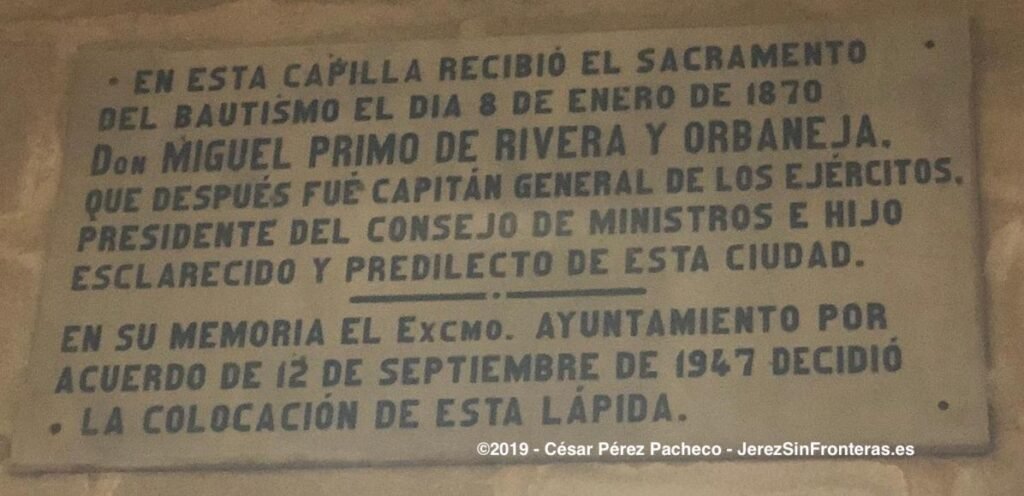 EN ESTA CAPILLA RECIBIÓ EL SACRAMENTO
DEL BAUTISMO EL DIA 8 DE ENERO DE 1870
DON MIGUEL PRIMO DE RIVERA Y ORBANEJA.
QUE DESPUÉS FUÉ CAPITÁN GENERAL DE LOS EJÉRCITOS.
PRESIDENTE DEL CONSEJO DE MINISTROS E HIJO
ESCLARECIDO Y PREDILECTO DE ESTA CIUDAD.
EN SU MEMORIA EL EXCMO. AYUNTAMIENTO POR
ACUERDO DE 12 DE SEPTIEMBRE DE 1947 DECIDIÓ
LA COLOCACIÓN DE ESTA LÁPIDA.
©2019 - César Pérez Pacheco - JerezSinFronteras.es